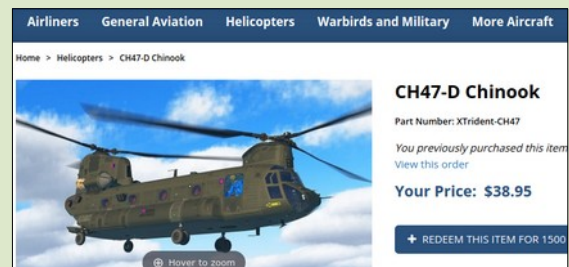 Airliners General Aviation Helicopters Warbirds and Military More Aircraft
Home > Helicopters > CH47-D Chinook
CH47-D Chinook
Part Number: XTrident-CH47
You previously purchased this item
View this order
Your Price: $38.95
+ REDEEM THIS ITEM FOR 1500
Hover to zoom